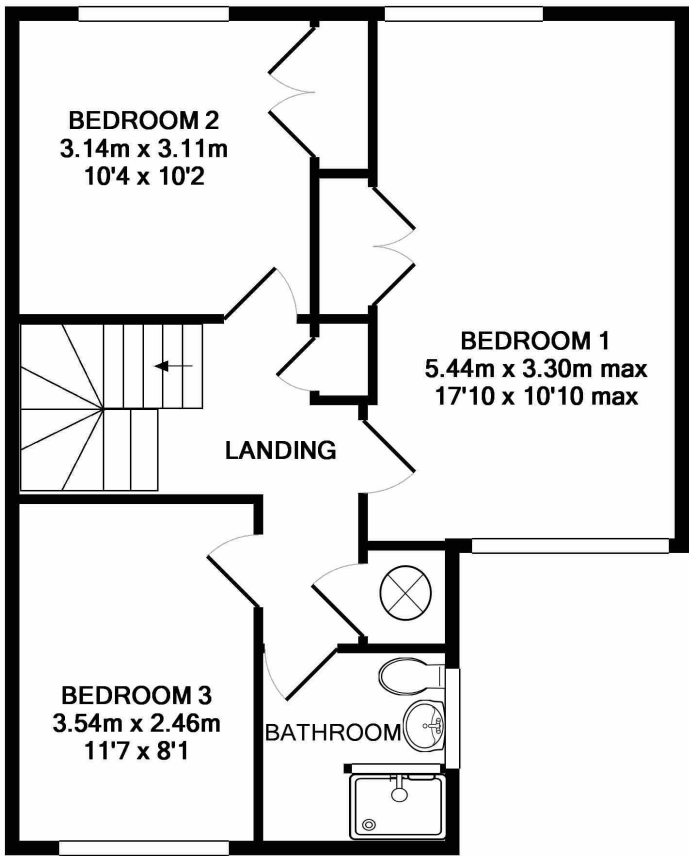 BEDROOM 2
3.14m x 3.11m
10'4 x 10'2
BEDROOM 1
5.44m x 3.30m max
17'10 x 10'10 max
LANDING
BEDROOM 3
3.54m x 2.46m
11'7 x 8'1
BATHROOM